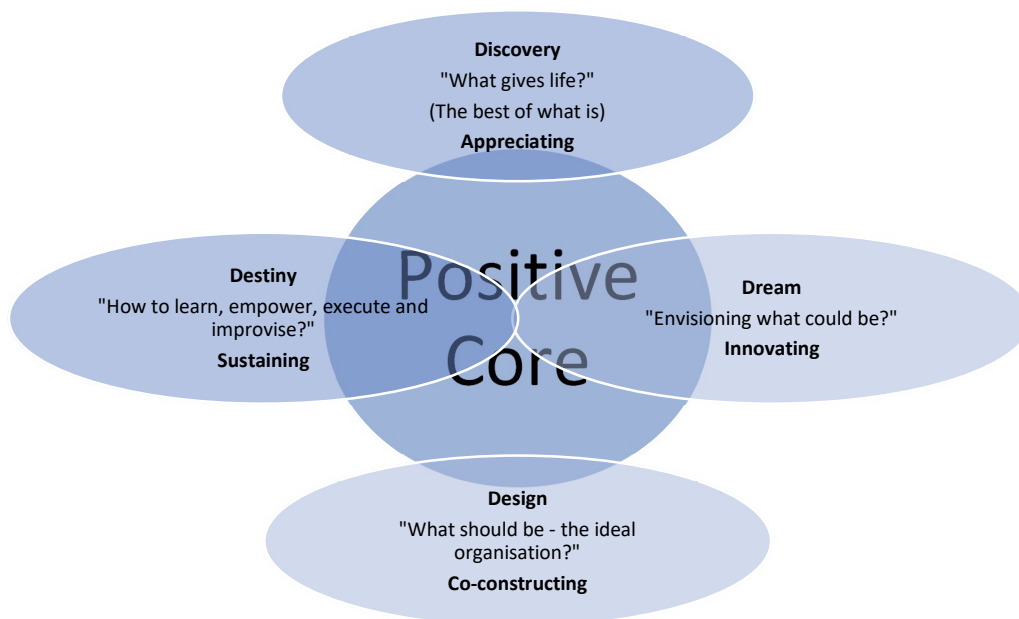 Discovery
"What gives life?"
(The best of what is)
Appreciating
Positive
Core
Destiny
"How to learn, empower, execute and
improvise?"
Sustaining
Dream
"Envisioning what could be?"
Innovating
Design
"What should be - the ideal
organisation?"
Co-constructing